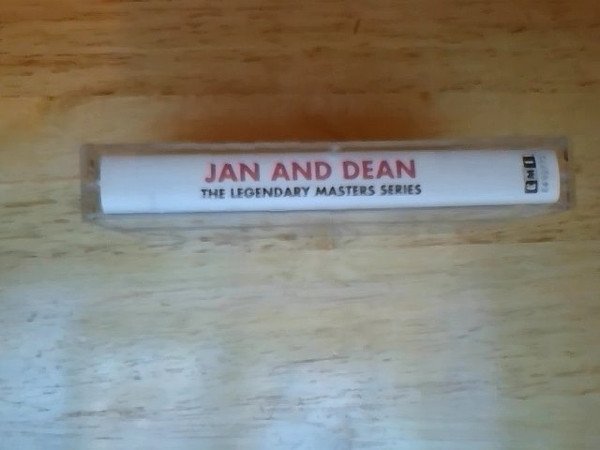 JAN AND DEAN
THE LEGENDARY MASTERS SERIES
EMI